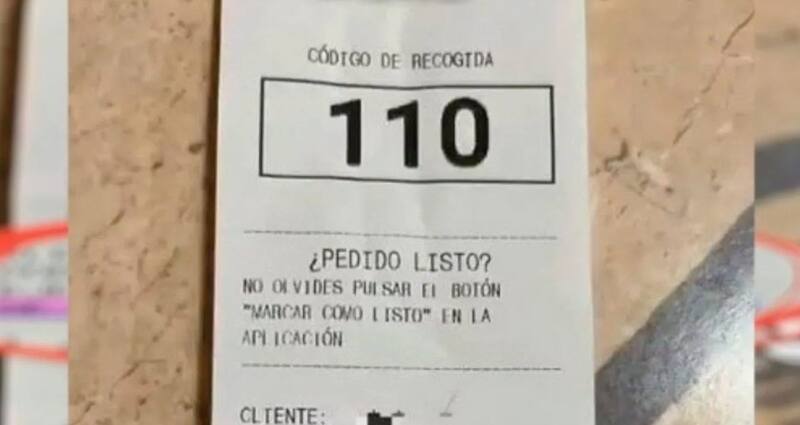 CÓDIGO DE RECOGIDA
110
¿PEDIDO LISTO?
NO OLVIDES PULSAR EL BOTÓN
"MARCAR COMO LISTO" EN LA
APLICACIÓN
CLIENTE: